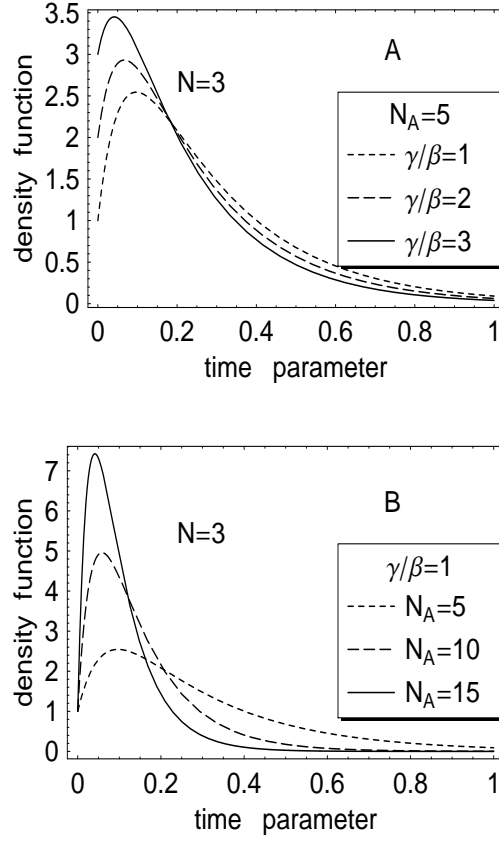 3.5
3
2.5
2
1.5
1
0.5
0
density function
N=3
A
N_A=5
γ/β=1
γ/β=2
γ/β=3
0 0.2 0.4 0.6 0.8 1
time parameter
7
6
5
4
3
2
1
0
density function
N=3
B
γ/β=1
N_A=5
N_A=10
N_A=15
0 0.2 0.4 0.6 0.8 1
time parameter